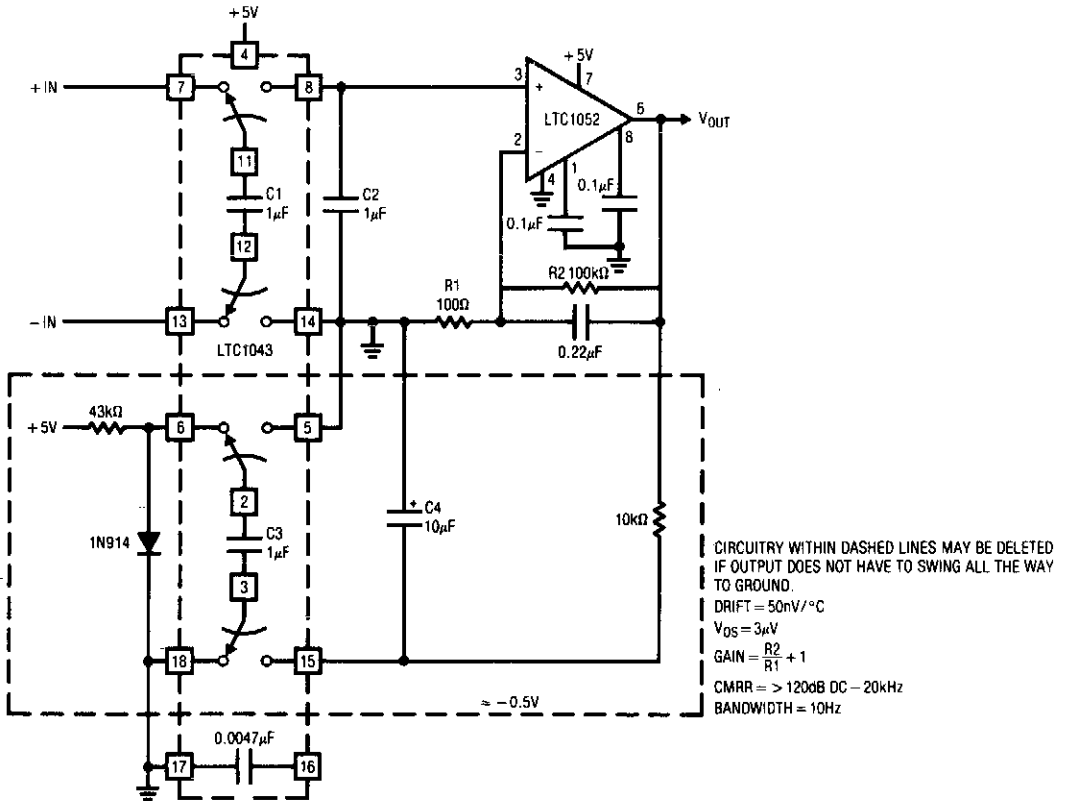 +5V
4
+5V
+IN
7
8
3
+
7
LTC1052
6
VOUT
11
2
−
8
4
1
0.1µF
C1
1µF
C2
1µF
0.1µF
12
R2 100kΩ
R1
100Ω
−IN
13
14
LTC1043
0.22µF
43kΩ
+5V
6
5
2
C3
1µF
+
C4
10µF
10kΩ
1N914
3
18
15
≈ −0.5V
0.0047µF
17
16
CIRCUITRY WITHIN DASHED LINES MAY BE DELETED
IF OUTPUT DOES NOT HAVE TO SWING ALL THE WAY
TO GROUND.
DRIFT = 50nV/°C
VOS = 3µV
GAIN = R2/R1 + 1
CMRR = > 120dB DC − 20kHz
BANDWIDTH = 10Hz